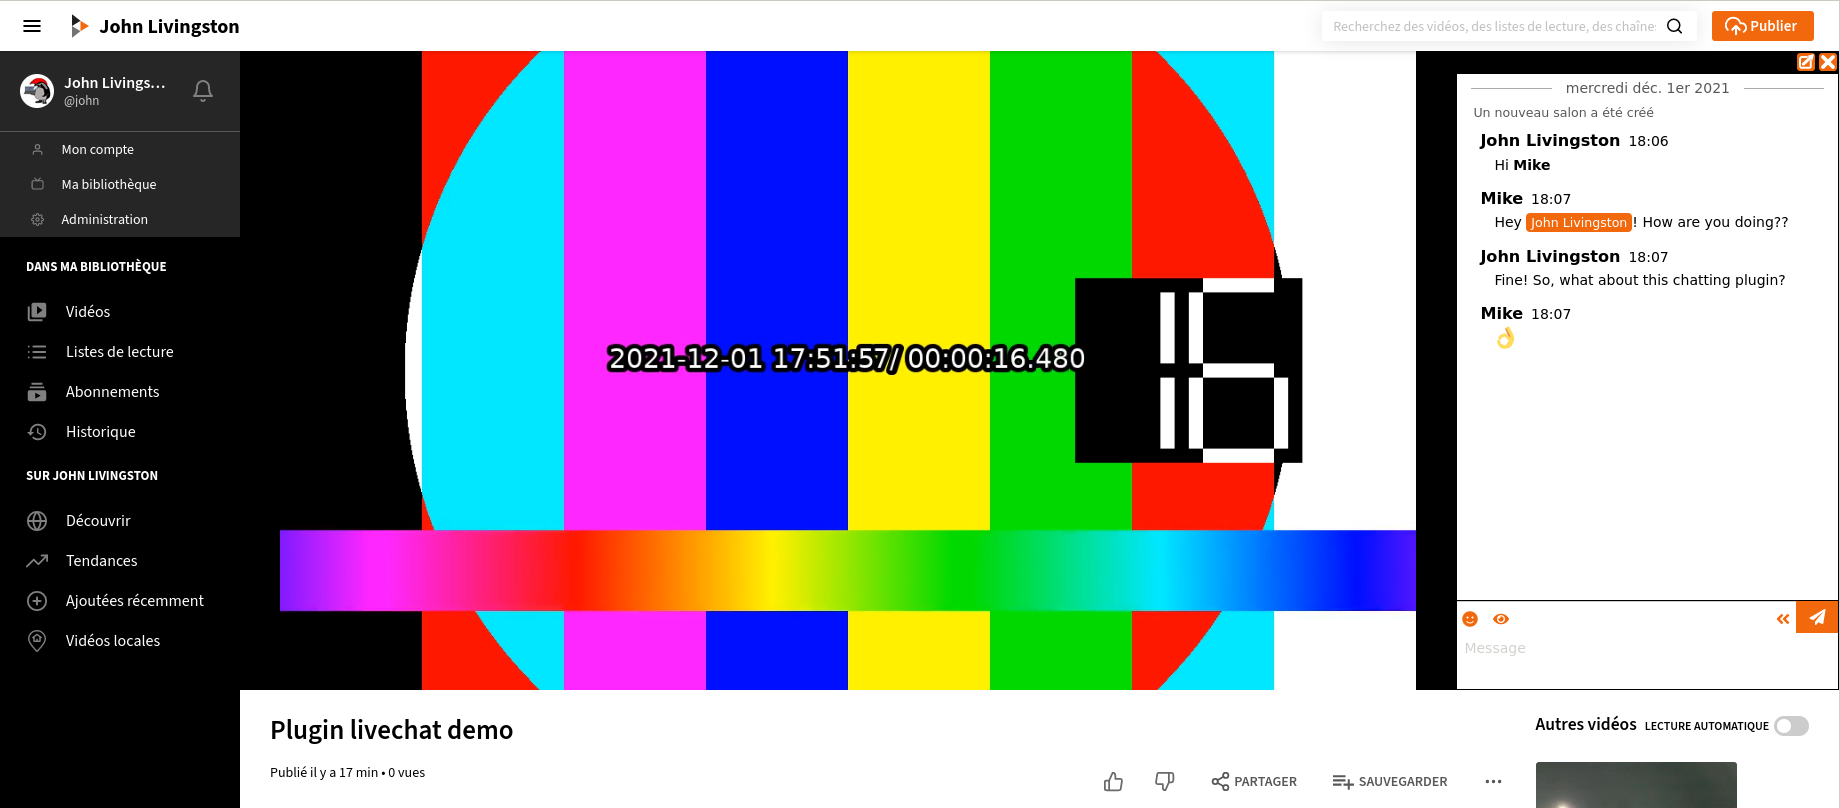 John Livingston
Recherchez des vidéos, des listes de lecture, des chaîne
Publier
John Livings...
@john
Mon compte
Ma bibliothèque
Administration
DANS MA BIBLIOTHÈQUE
Vidéos
Listes de lecture
Abonnements
Historique
SUR JOHN LIVINGSTON
Découvrir
Tendances
Ajoutées récemment
Vidéos locales
2021-12-01 17:51:57/ 00:00:16.480
16
mercredi déc. 1er 2021
Un nouveau salon a été créé
John Livingston 18:06
Hi Mike
Mike 18:07
Hey John Livingston! How are you doing??
John Livingston 18:07
Fine! So, what about this chatting plugin?
Mike 18:07
👌
Message
Plugin livechat demo
Publié il y a 17 min • 0 vues
PARTAGER
SAUVEGARDER
Autres vidéos LECTURE AUTOMATIQUE